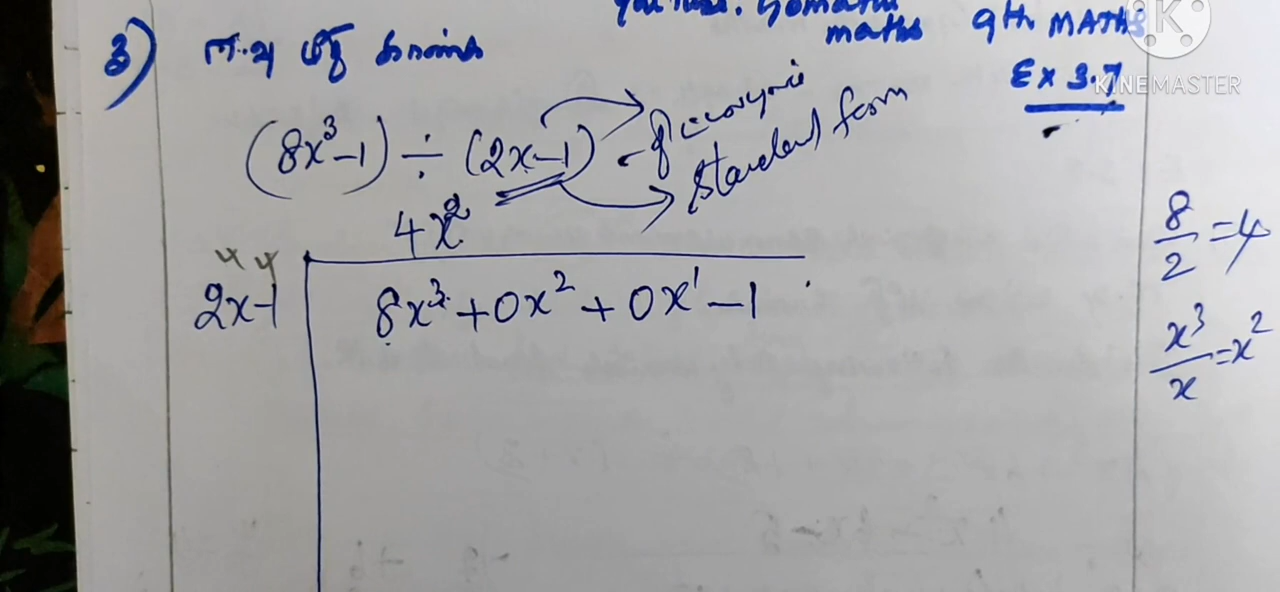 maths 9th MATHS
KINEMASTER
Ex 3.7
3)
(8x³-1) ÷ (2x-1)
standard form
4x²
2x-1 8x³+0x²+0x¹-1
8/2=4
x³/x=x²